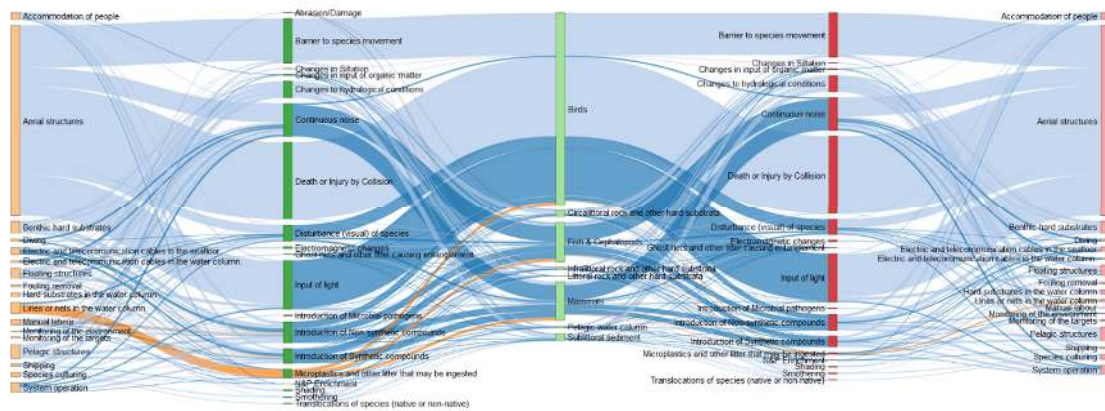 Accommodation of people
Aerial structures
Benthic hard substrates
Diving
Electric and telecommunication cables in the seafloor
Electric and telecommunication cables in the water column
Floating structures
Fouling removal
Hard substrates in the water column
Lines or nets in the water column
Manual labour
Monitoring of the environment
Monitoring of the targets
Pelagic structures
Shipping
Species culturing
System operation
Abrasion/Damage
Barrier to species movement
Changes in Siltation
Changes in input of organic matter
Changes to hydrological conditions
Continuous noise
Death or Injury by Collision
Disturbance (visual) of species
Electromagnetic changes
Ghost nets and other litter causing entanglement
Input of light
Introduction of Microbial pathogens
Introduction of Non-synthetic compounds
Introduction of Synthetic compounds
Microplastics and other litter that may be ingested
N&P Enrichment
Shading
Smothering
Translocations of species (native or non-native)
Birds
Circalittoral rock and other hard substrata
Fish & Cephalopods
Infralittoral rock and other hard substrata
Littoral rock and other hard substrata
Mammals
Pelagic water column
Sublittoral sediment
Barrier to species movement
Changes in Siltation
Changes in input of organic matter
Changes to hydrological conditions
Continuous noise
Death or Injury by Collision
Disturbance (visual) of species
Electromagnetic changes
Ghost nets and other litter causing entanglement
Input of light
Introduction of Microbial pathogens
Introduction of Non-synthetic compounds
Introduction of Synthetic compounds
Microplastics and other litter that may be ingested
N&P Enrichment
Shading
Smothering
Translocations of species (native or non-native)
Accommodation of people
Aerial structures
Benthic hard substrates
Diving
Electric and telecommunication cables in the seafloor
Electric and telecommunication cables in the water column
Floating structures
Fouling removal
Hard substrates in the water column
Lines or nets in the water column
Manual labour
Monitoring of the environment
Monitoring of the targets
Pelagic structures
Shipping
Species culturing
System operation